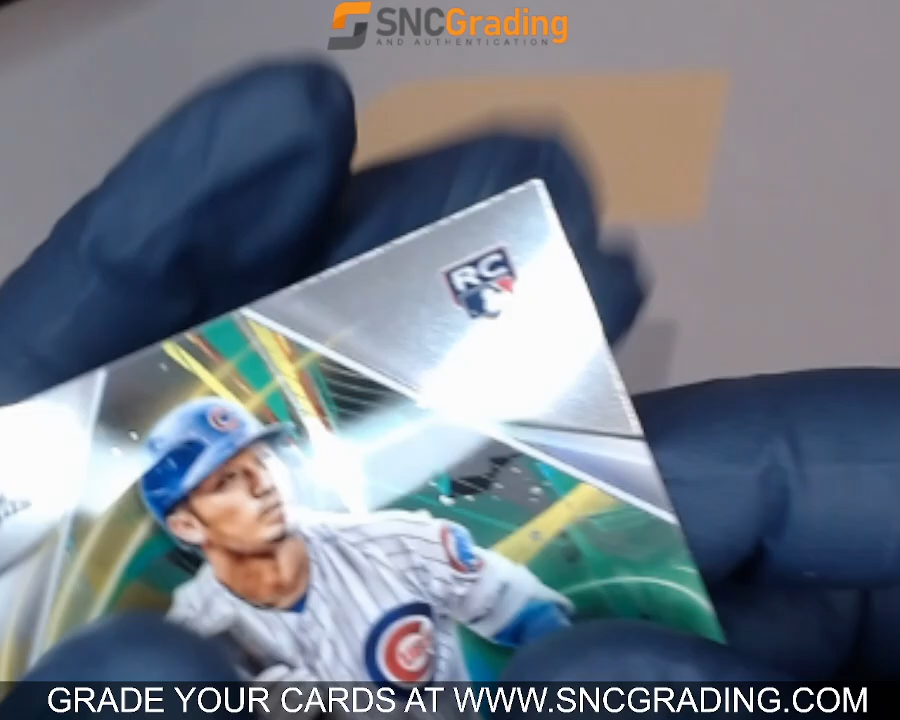 SNCGrading
AND AUTHENTICATION
RC
C
GRADE YOUR CARDS AT WWW.SNCGRADING.COM